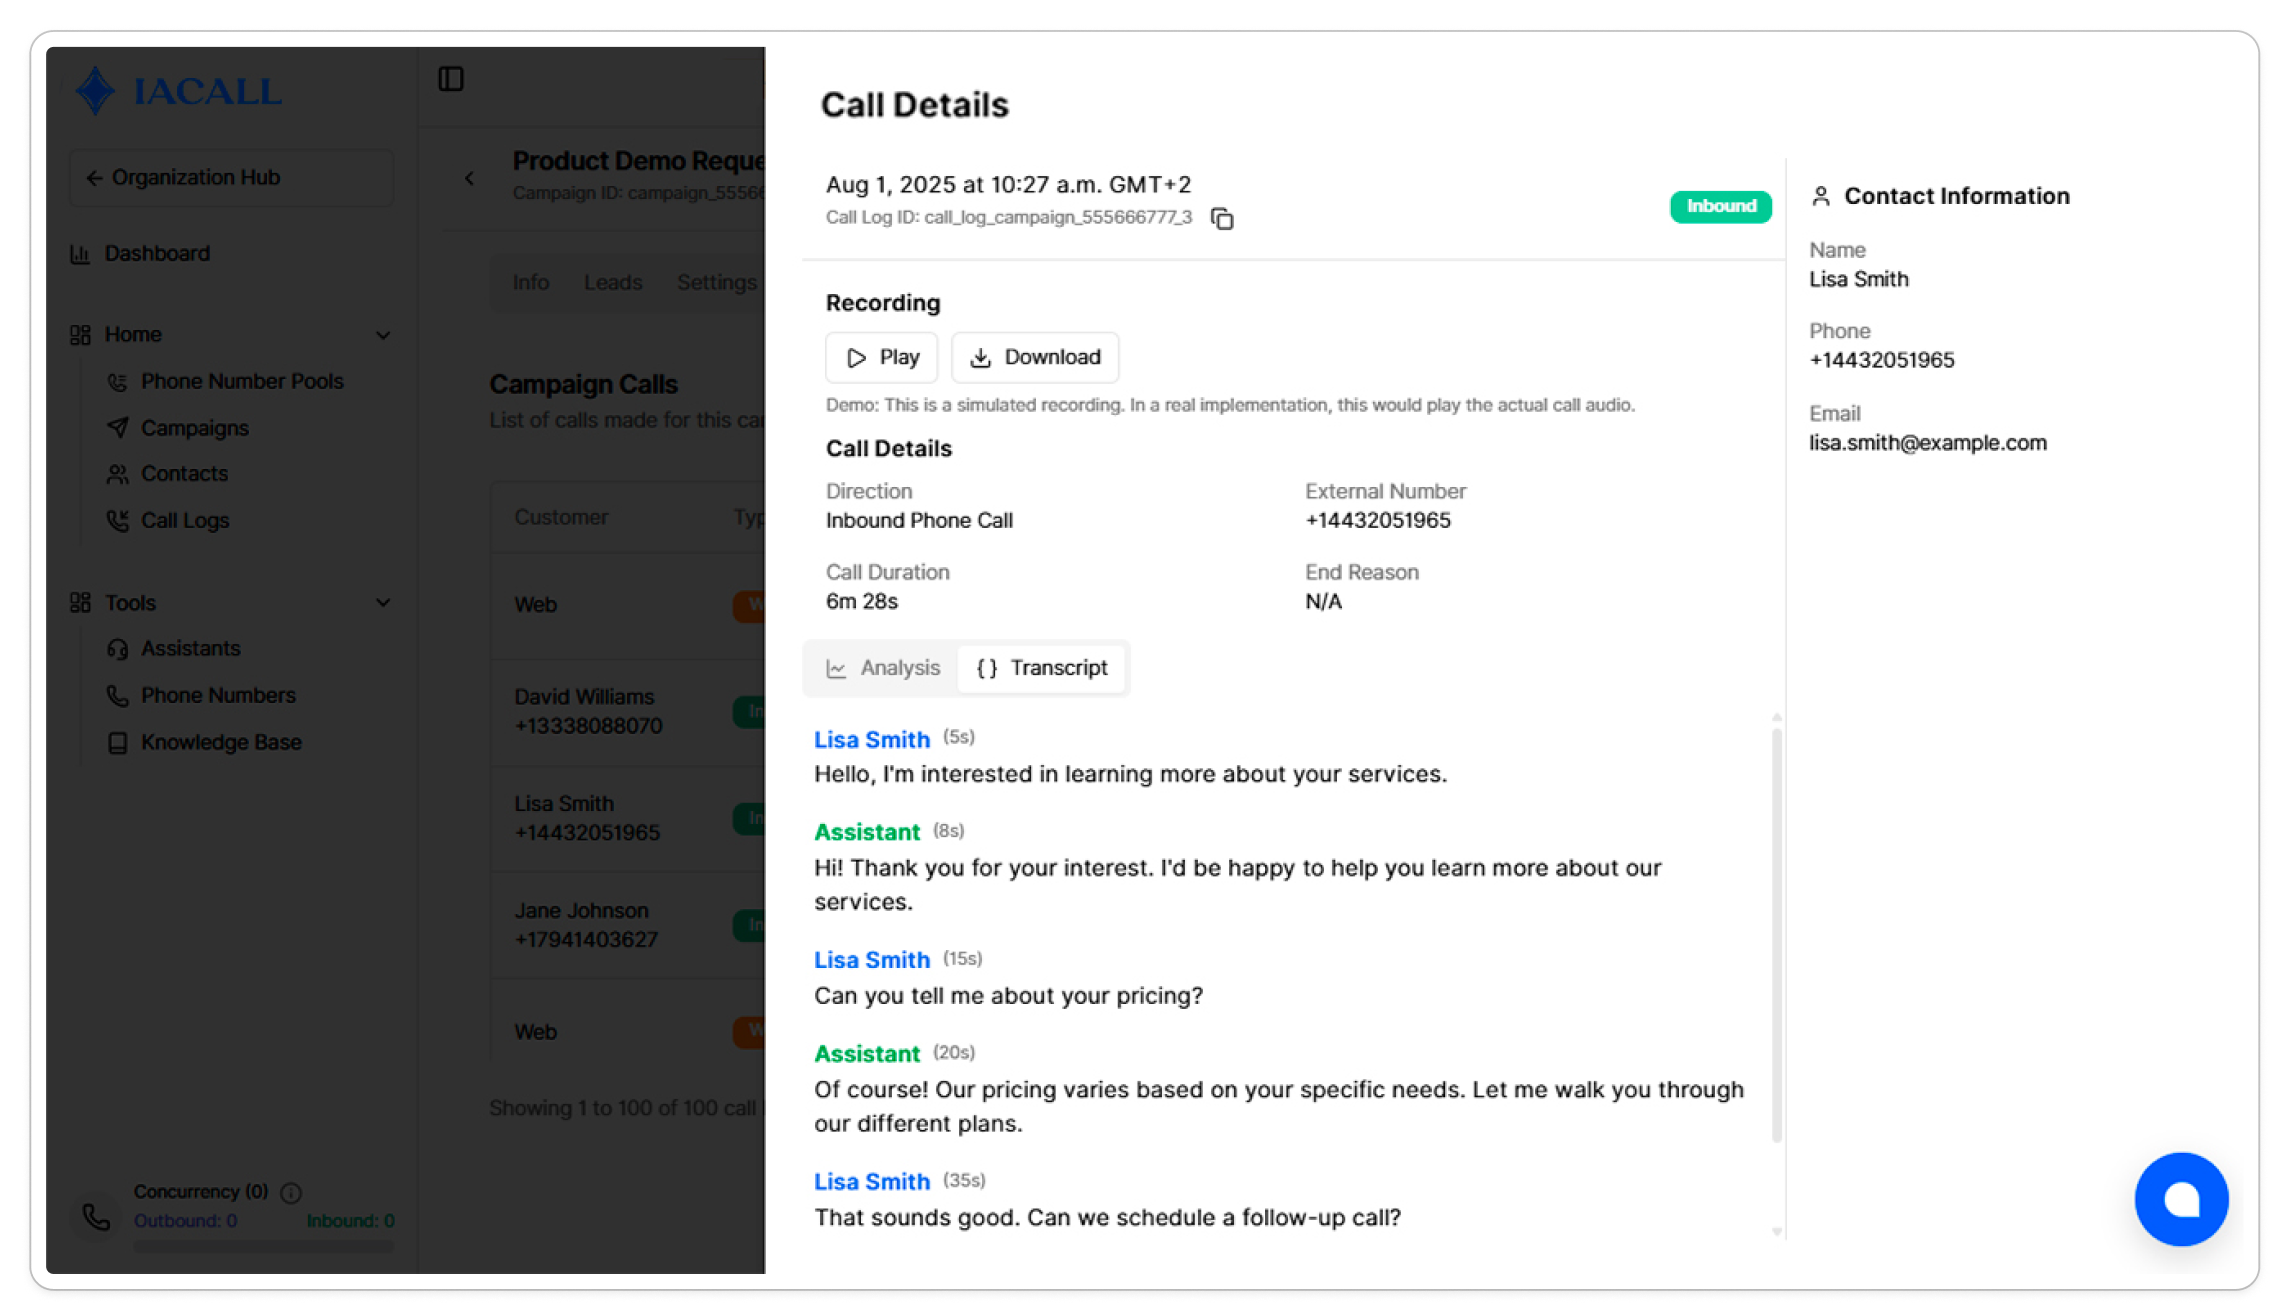 IACALL
Organization Hub
Dashboard
Home
Phone Number Pools
Campaigns
Contacts
Call Logs
Tools
Assistants
Phone Numbers
Knowledge Base
Concurrency (0)
Outbound: 0
Inbound: 0
Product Demo Reque
Campaign ID: campaign_5556
Info
Leads
Settings
Campaign Calls
List of calls made for this ca
Customer
Typ
Web
W
David Williams
+13338088070
In
Lisa Smith
+14432051965
In
Jane Johnson
+17941403627
In
Web
W
Showing 1 to 100 of 100 call
Call Details
Aug 1, 2025 at 10:27 a.m. GMT+2
Call Log ID: call_log_campaign_555666777_3
Inbound
Recording
Play
Download
Demo: This is a simulated recording. In a real implementation, this would play the actual call audio.
Call Details
Direction
Inbound Phone Call
External Number
+14432051965
Call Duration
6m 28s
End Reason
N/A
Analysis
{} Transcript
Lisa Smith (5s)
Hello, I'm interested in learning more about your services.
Assistant (8s)
Hi! Thank you for your interest. I'd be happy to help you learn more about our
services.
Lisa Smith (15s)
Can you tell me about your pricing?
Assistant (20s)
Of course! Our pricing varies based on your specific needs. Let me walk you through
our different plans.
Lisa Smith (35s)
That sounds good. Can we schedule a follow-up call?
Contact Information
Name
Lisa Smith
Phone
+14432051965
Email
lisa.smith@example.com